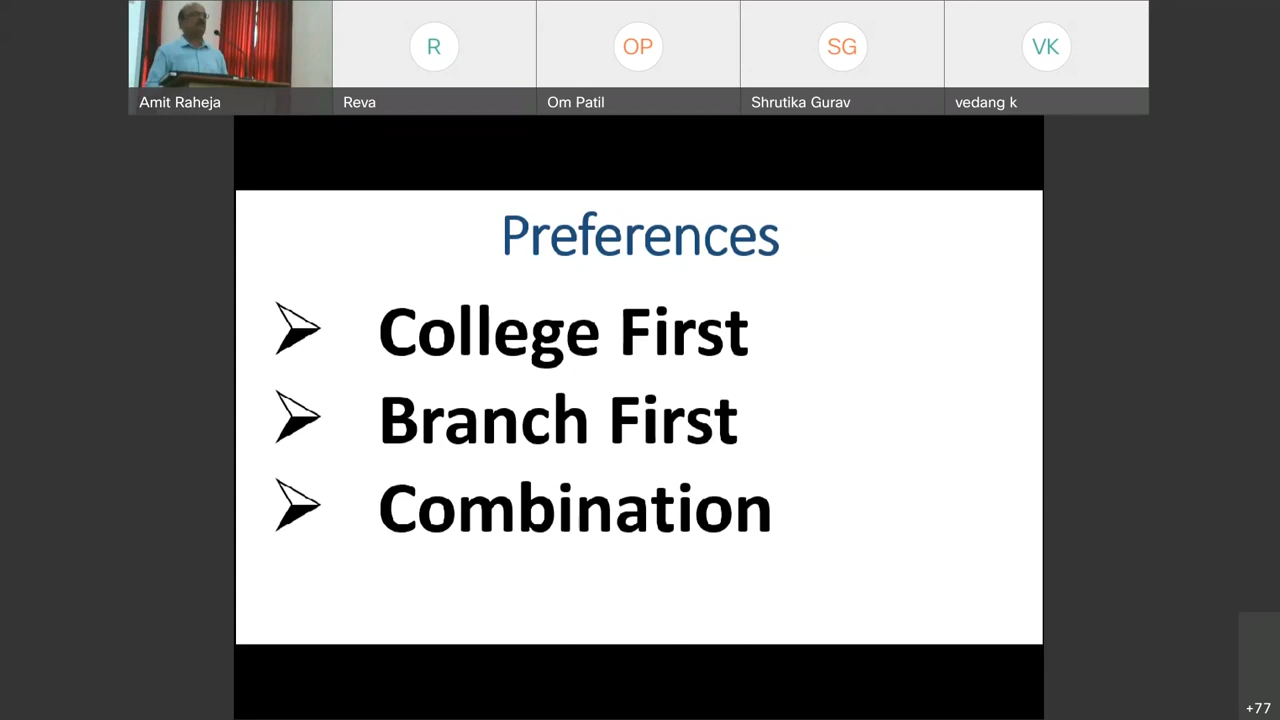 R
OP
SG
VK
Amit Raheja
Reva
Om Patil
Shrutika Gurav
vedang k
Preferences
College First
Branch First
Combination
+77